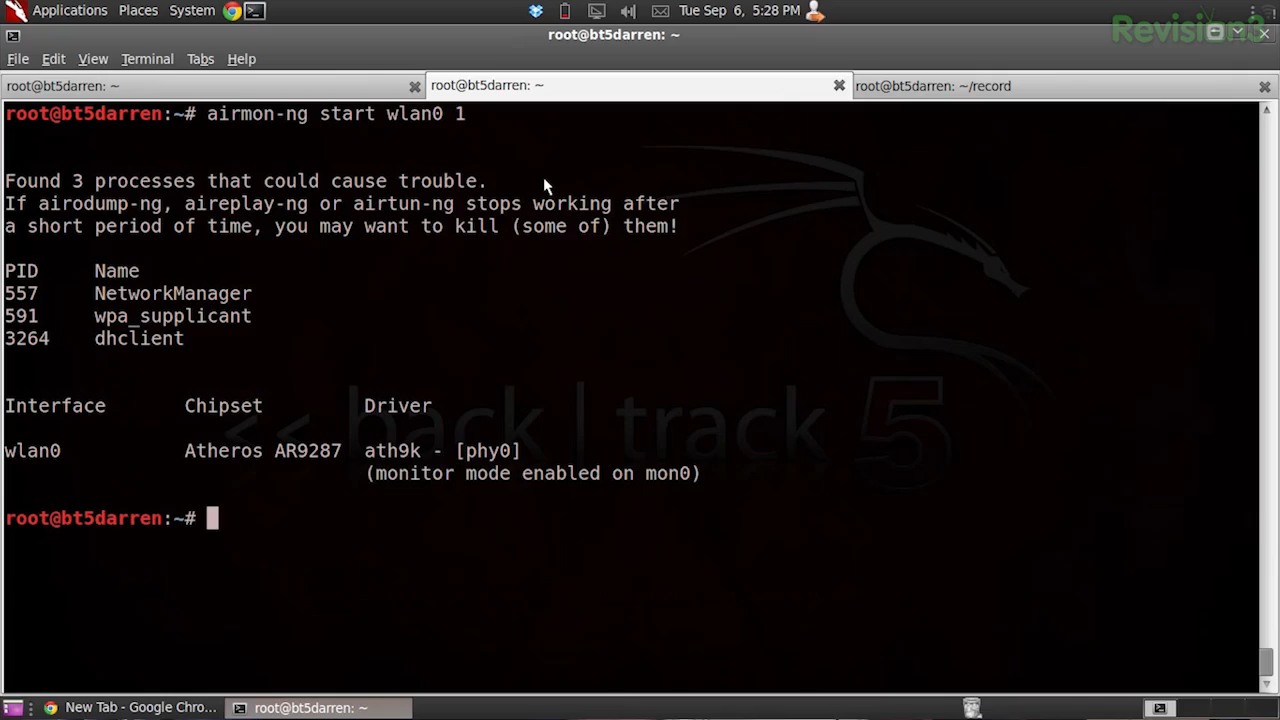 Applications Places System Tue Sep 6, 5:28 PM
Revision3
root@bt5darren: ~
File Edit View Terminal Tabs Help
root@bt5darren: ~ root@bt5darren: ~ root@bt5darren: ~/record
root@bt5darren:~# airmon-ng start wlan0 1
Found 3 processes that could cause trouble.
If airodump-ng, aireplay-ng or airtun-ng stops working after
a short period of time, you may want to kill (some of) them!
PID Name
557 NetworkManager
591 wpa_supplicant
3264 dhclient
Interface Chipset Driver
<< back | track 5
wlan0 Atheros AR9287 ath9k - [phy0]
(monitor mode enabled on mon0)
root@bt5darren:~#
New Tab - Google Chro... root@bt5darren: ~